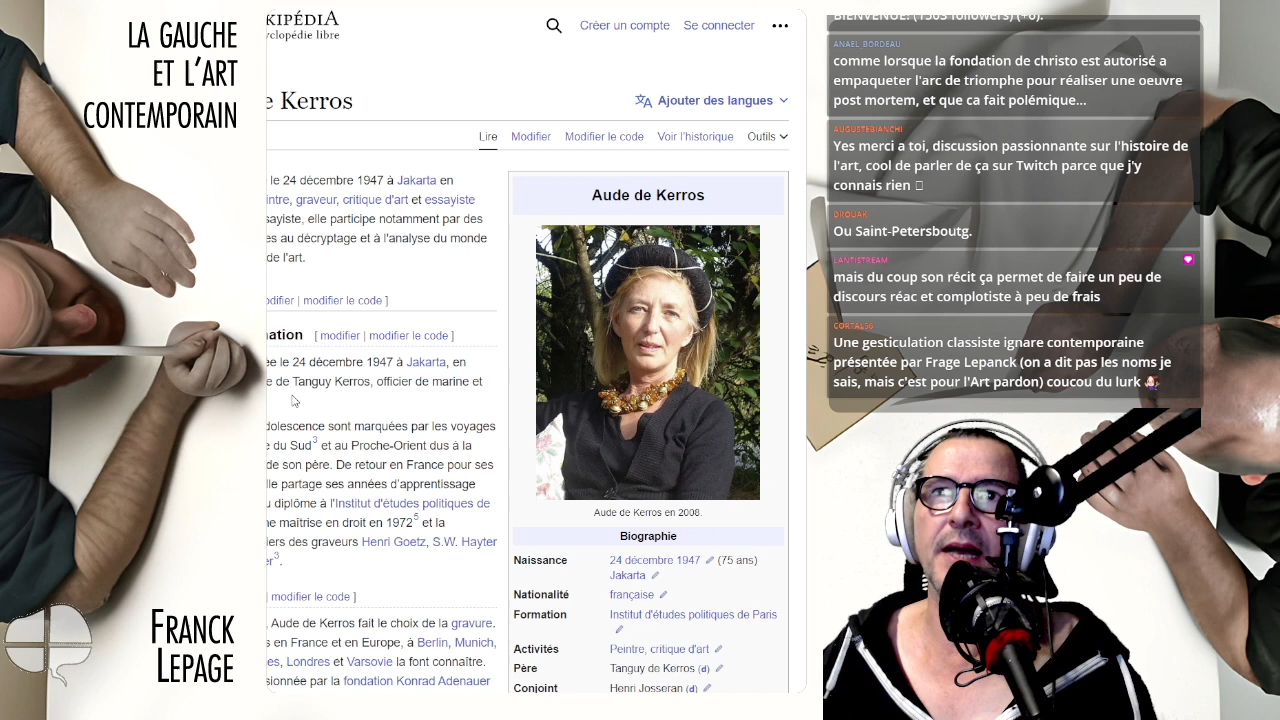 LA GAUCHE
ET L'ART
CONTEMPORAIN
FRANCK
LEPAGE
KIPÉDIA
yclopédie libre
Créer un compte
Se connecter
e Kerros
Ajouter des langues
Lire
Modifier
Modifier le code
Voir l'historique
Outils
le 24 décembre 1947 à Jakarta en
intre, graveur, critique d'art et essayiste
sayiste, elle participe notamment par des
s au décryptage et à l'analyse du monde
de l'art.
odifier | modifier le code ]
nation [ modifier | modifier le code ]
e le 24 décembre 1947 à Jakarta, en
e de Tanguy Kerros, officier de marine et
dolescence sont marquées par les voyages
e du Sud3 et au Proche-Orient dus à la
de son père. De retour en France pour ses
lle partage ses années d'apprentissage
u diplôme à l'Institut d'études politiques de
ne maîtrise en droit en 19725 et la
iers des graveurs Henri Goetz, S.W. Hayter
r3.
modifier le code ]
, Aude de Kerros fait le choix de la gravure.
s en France et en Europe, à Berlin, Munich,
es, Londres et Varsovie la font connaître.
sionnée par la fondation Konrad Adenauer
Aude de Kerros
Aude de Kerros en 2008.
Biographie
Naissance 24 décembre 1947 (75 ans)
Jakarta
Nationalité française
Formation Institut d'études politiques de Paris
Activités Peintre, critique d'art
Père Tanguy de Kerros (d)
Conjoint Henri Josseran (d)
BIENVENUE! (1563 followers) (+6).
ANAEL_BORDEAU
comme lorsque la fondation de christo est autorisé a
empaqueter l'arc de triomphe pour réaliser une oeuvre
post mortem, et que ca fait polémique...
AUGUSTEBIANCHI
Yes merci a toi, discussion passionnante sur l'histoire de
l'art, cool de parler de ça sur Twitch parce que j'y
connais rien
DROUAK
Ou Saint-Petersboutg.
LANTISTREAM
mais du coup son récit ça permet de faire un peu de
discours réac et complotiste à peu de frais
CORTAL56
Une gesticulation classiste ignare contemporaine
présentée par Frage Lepanck (on a dit pas les noms je
sais, mais c'est pour l'Art pardon) coucou du lurk